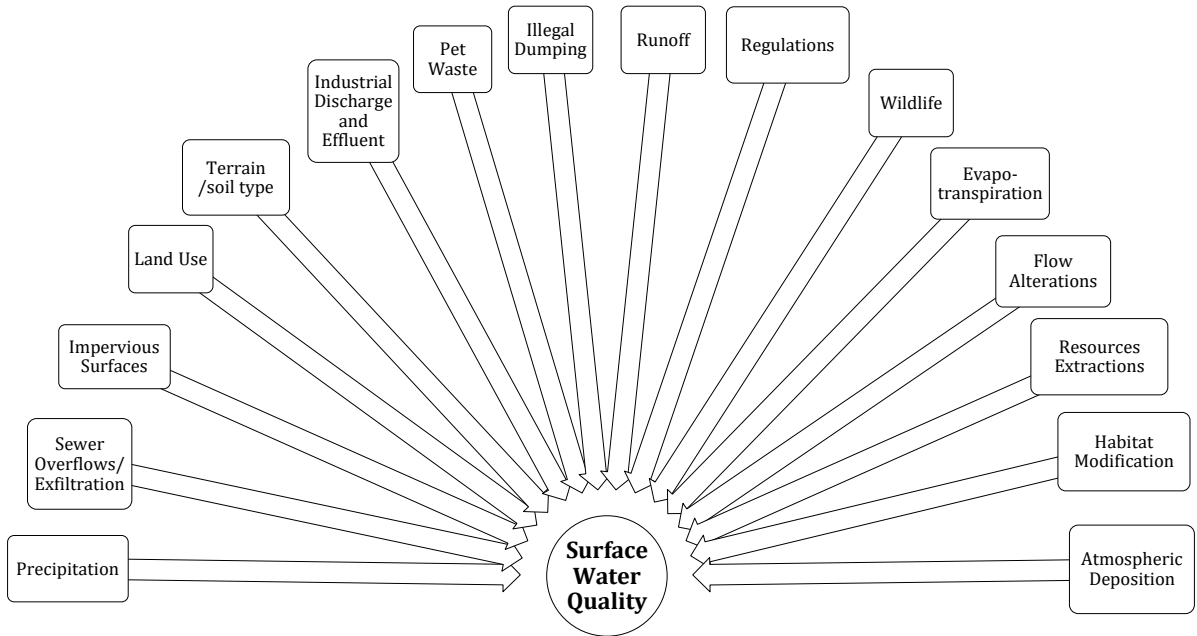 Precipitation
Sewer
Overflows/
Exfiltration
Impervious
Surfaces
Land Use
Terrain
/soil type
Industrial
Discharge
and
Effluent
Pet
Waste
Illegal
Dumping
Runoff
Regulations
Wildlife
Evapo-
transpiration
Flow
Alterations
Resources
Extractions
Habitat
Modification
Atmospheric
Deposition
Surface
Water
Quality